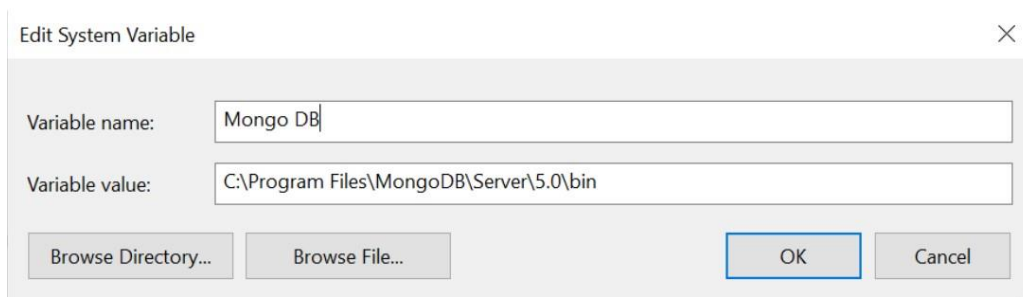 Edit System Variable
Variable name: Mongo DB
Variable value: C:\Program Files\MongoDB\Server\5.0\bin
Browse Directory... Browse File... OK Cancel